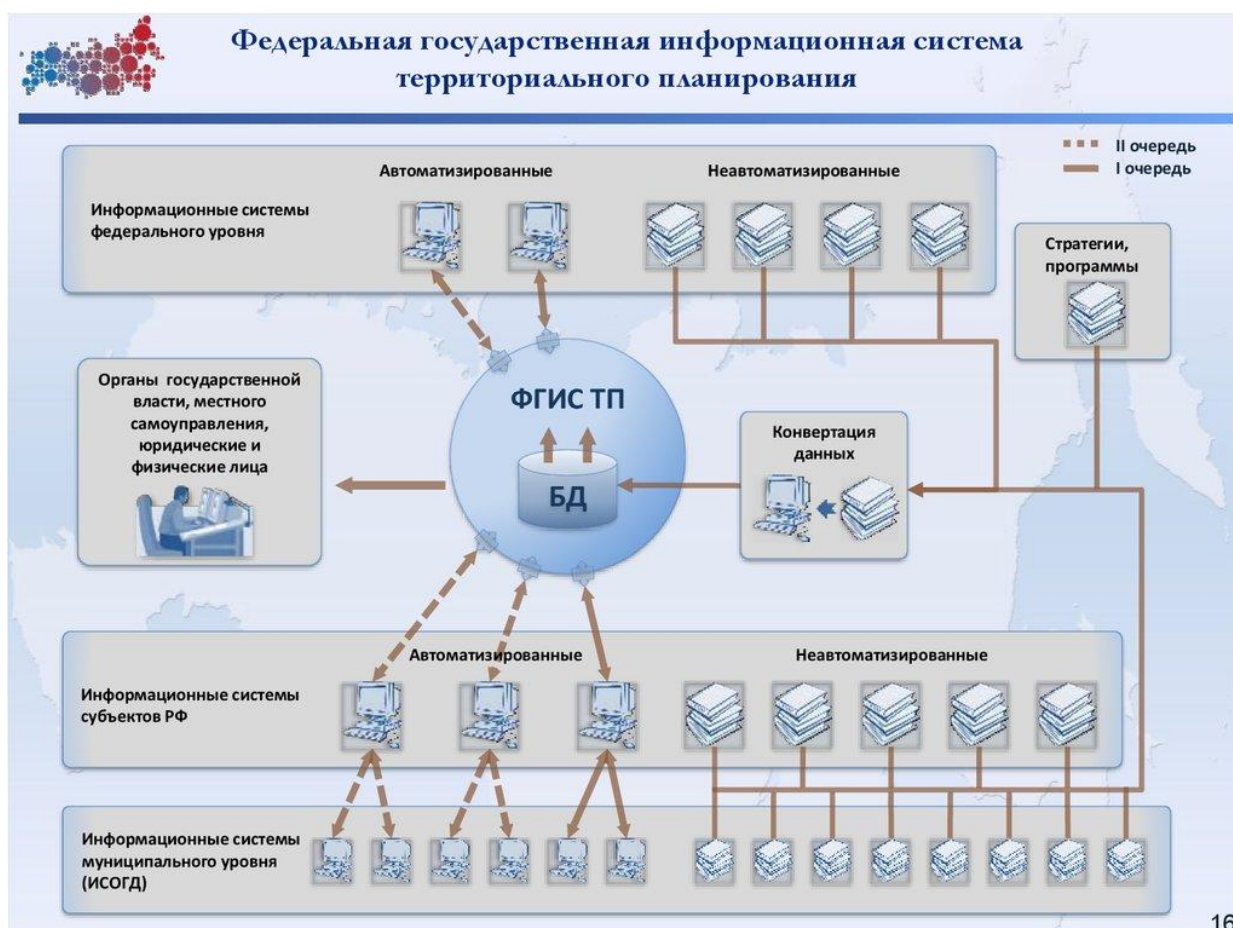 Федеральная государственная информационная система
территориального планирования
II очередь
I очередь
Автоматизированные
Неавтоматизированные
Информационные системы
федерального уровня
Стратегии,
программы
Органы государственной
власти, местного
самоуправления,
юридические и
физические лица
ФГИС ТП
БД
Конвертация
данных
Автоматизированные
Неавтоматизированные
Информационные системы
субъектов РФ
Информационные системы
муниципального уровня
(ИСОГД)
16